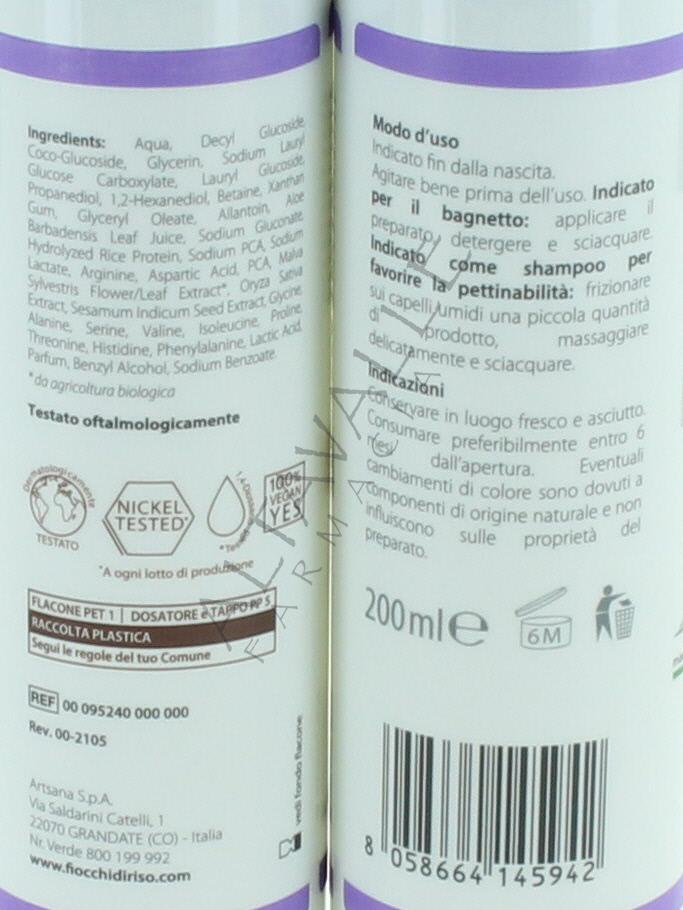 Ingredients: Aqua, Decyl Glucoside,
Coco-Glucoside, Glycerin, Sodium Lauryl
Glucose Carboxylate, Lauryl Glucoside,
Propanediol, 1,2-Hexanediol, Betaine, Xanthan
Gum, Glyceryl Oleate, Allantoin, Aloe
Barbadensis Leaf Juice, Sodium Gluconate,
Hydrolyzed Rice Protein, Sodium PCA, Sodium
Lactate, Arginine, Aspartic Acid, PCA, Malva
Sylvestris Flower/Leaf Extract*, Oryza Sativa
Extract, Sesamum Indicum Seed Extract, Glycine,
Alanine, Serine, Valine, Isoleucine, Proline,
Threonine, Histidine, Phenylalanine, Lactic Acid,
Parfum, Benzyl Alcohol, Sodium Benzoate.
*da agricoltura biologica
Testato oftalmologicamente
Dermatologicamente
TESTATO
NICKEL
TESTED*
100%
VEGAN
YES
*A ogni lotto di produzione
FLACONE PET 1 | DOSATORE e TAPPO PP 5
RACCOLTA PLASTICA
Segui le regole del tuo Comune
REF 00 095240 000 000
Rev. 00-2105
Artsana S.p.A.
Via Saldarini Catelli, 1
22070 GRANDATE (CO) - Italia
Nr. Verde 800 199 992
www.fiocchidiriso.com
vedi fondo flacone
Modo d'uso
Indicato fin dalla nascita.
Agitare bene prima dell'uso. Indicato
per il bagnetto: applicare il
preparato, detergere e sciacquare.
Indicato come shampoo per
favorire la pettinabilità: frizionare
sui capelli umidi una piccola quantità
di prodotto, massaggiare
delicatamente e sciacquare.
Indicazioni
Conservare in luogo fresco e asciutto.
Consumare preferibilmente entro 6
mesi dall'apertura. Eventuali
cambiamenti di colore sono dovuti a
componenti di origine naturale e non
influiscono sulle proprietà del
preparato.
200ml e
6M
8 058664 145942
ALFAVALLE
FARMACIE